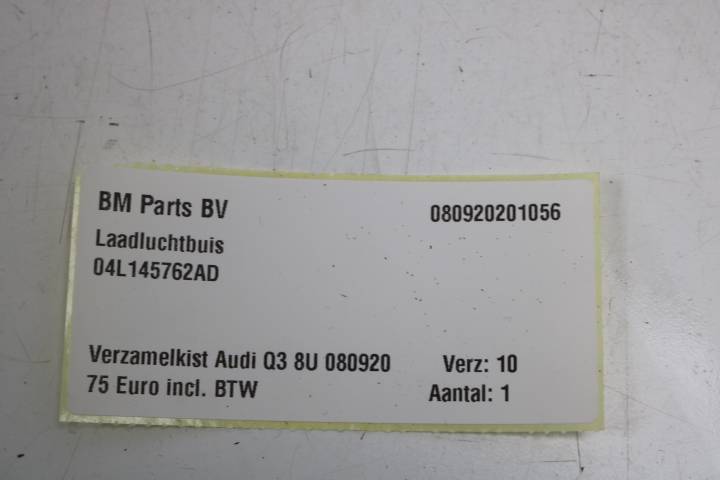 BM Parts BV 080920201056
Laadluchtbuis
04L145762AD
Verzamelkist Audi Q3 8U 080920 Verz: 10
75 Euro incl. BTW Aantal: 1